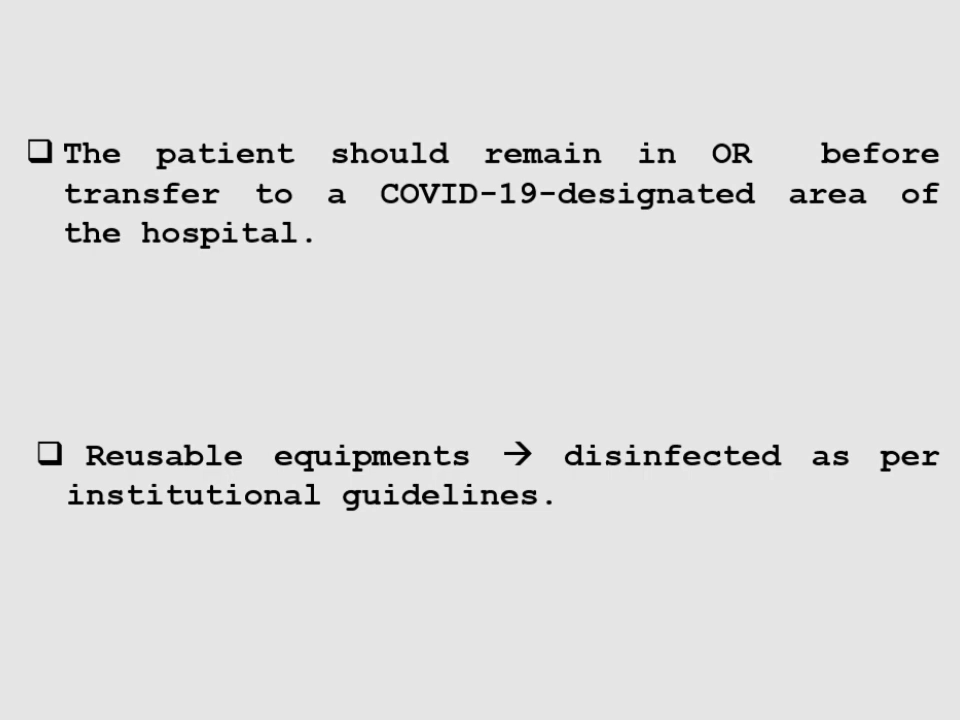 ❑ The patient should remain in OR before
transfer to a COVID-19-designated area of
the hospital.
❑ Reusable equipments → disinfected as per
institutional guidelines.